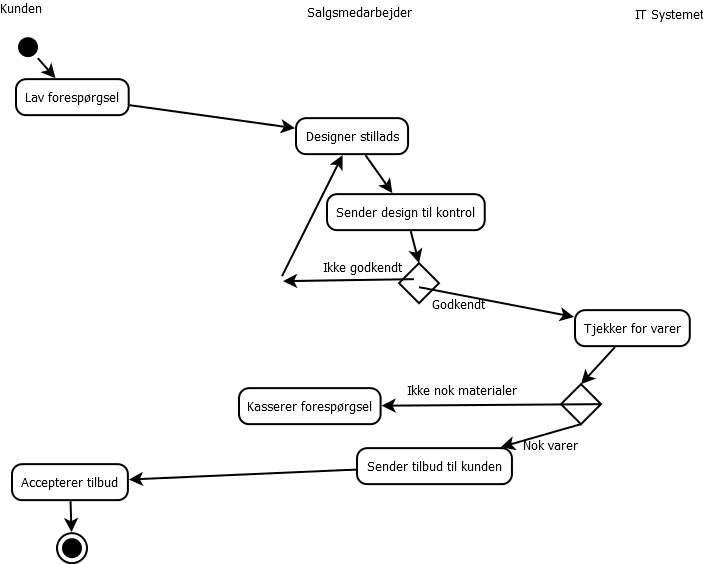 Kunden
Salgsmedarbejder
IT Systemet
Lav forespørgsel
Designer stillads
Sender design til kontrol
Ikke godkendt
Godkendt
Tjekker for varer
Ikke nok materialer
Kasserer forespørgsel
Nok varer
Sender tilbud til kunden
Accepterer tilbud